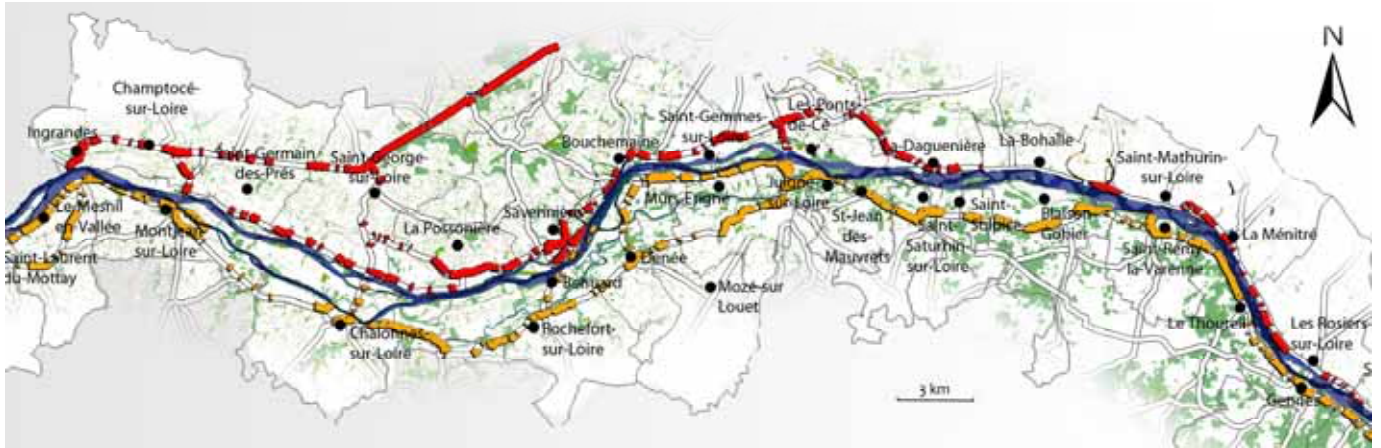 N
Champtocé-
sur-Loire
Ingrandes
Saint-Germain
des-Prés
Saint-George-
sur-Loire
Bouchemaine
Saint-Gemmes-
sur-Loire
Les-Ponts-
de-Cé
La-Daguenière
La-Bohalle
Saint-Mathurin-
sur-Loire
Le-Mesnil
en-Vallée
Montjean-
sur-Loire
La Possonière
Savennières
Murs-Erigné
Juigné-
sur-Loire
St-Jean
des-
Mauvrets
Saint-
Saturnin-
sur-Loire
Saint-
Sulpice
Blaison-
Gohier
Saint-Rémy-
la-Varenne
La Ménitré
Saint-Laurent
du-Mottay
Denée
Béhuard
Mozé-sur
Louet
Chalonnes-
sur-Loire
Rochefort-
sur-Loire
Le Thoureil
Les Rosiers-
sur-Loire
3 km
Gennes
S